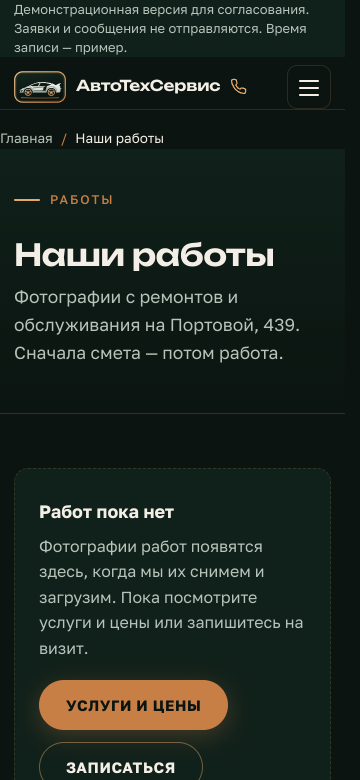 Демонстрационная версия для согласования.
Заявки и сообщения не отправляются. Время
записи — пример.
АвтоТехСервис
Главная / Наши работы
РАБОТЫ
Наши работы
Фотографии с ремонтов и
обслуживания на Портовой, 439.
Сначала смета — потом работа.
Работ пока нет
Фотографии работ появятся
здесь, когда мы их снимем и
загрузим. Пока посмотрите
услуги и цены или запишитесь на
визит.
УСЛУГИ И ЦЕНЫ
ЗАПИСАТЬСЯ